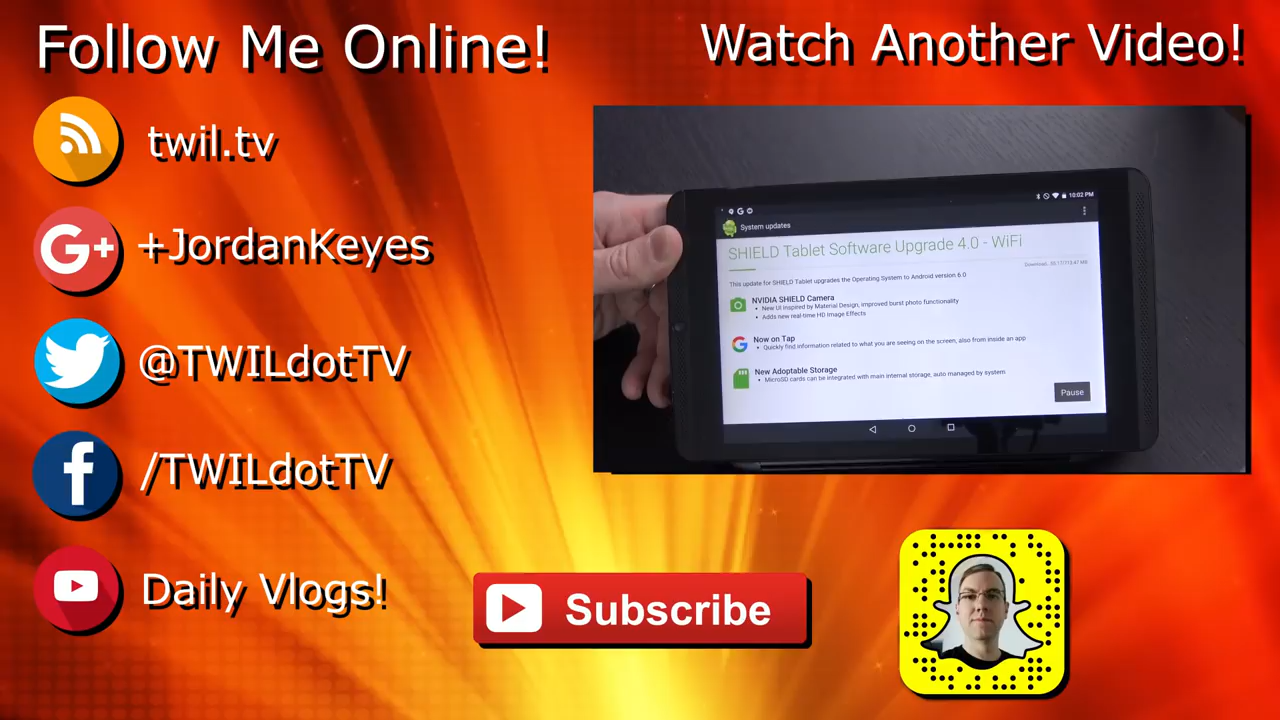 Follow Me Online!
twil.tv
G+ +JordanKeyes
@TWILdotTV
f /TWILdotTV
Daily Vlogs!
Watch Another Video!
10:02 PM
System updates
SHIELD Tablet Software Upgrade 4.0 - WiFi
This update for SHIELD Tablet upgrades the Operating System to Android version 6.0
NVIDIA SHIELD Camera
• New UI inspired by Material Design, improved burst photo functionality
• Adds new real-time HD Image Effects
Now on Tap
• Quickly find information related to what you are seeing on the screen, also from inside an app
New Adoptable Storage
• MicroSD cards can be integrated with main internal storage, auto managed by system
Pause
Subscribe